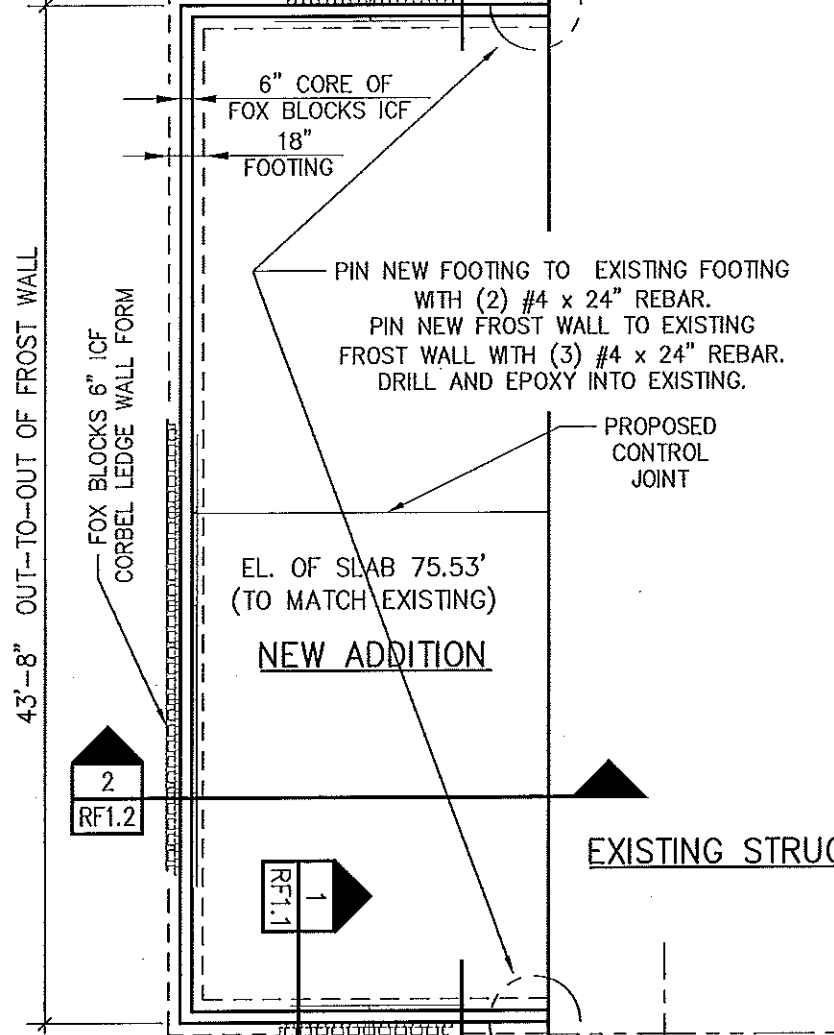 6" CORE OF
FOX BLOCKS ICF
18"
FOOTING
43'-8" OUT-TO-OUT OF FROST WALL
FOX BLOCKS 6" ICF
CORBEL LEDGE WALL FORM
PIN NEW FOOTING TO EXISTING FOOTING
WITH (2) #4 x 24" REBAR.
PIN NEW FROST WALL TO EXISTING
FROST WALL WITH (3) #4 x 24" REBAR.
DRILL AND EPOXY INTO EXISTING.
PROPOSED
CONTROL
JOINT
EL. OF SLAB 75.53'
(TO MATCH EXISTING)
NEW ADDITION
2
RF1.2
1
RF1.1
EXISTING STRUC